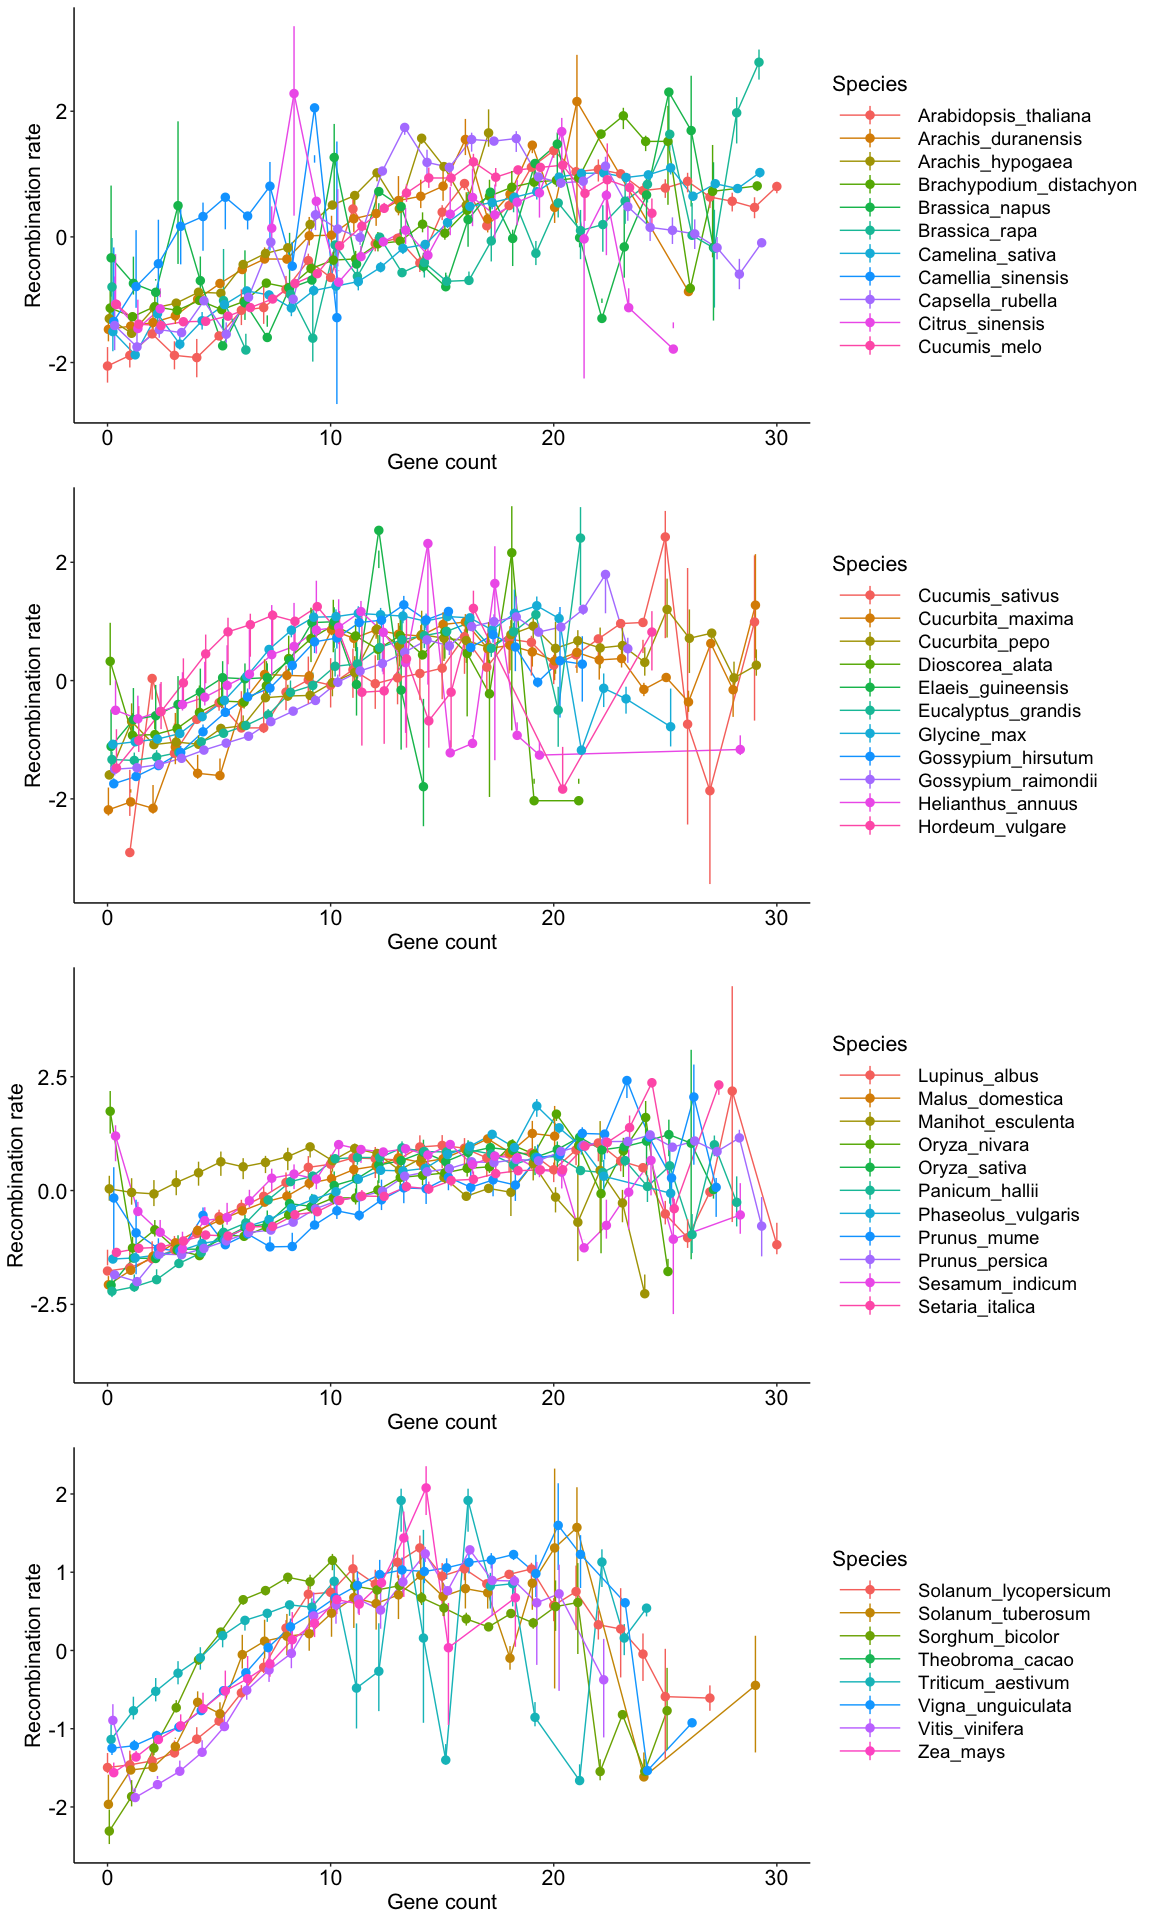 2
0
-2
Recombination rate
0
10
20
30
Gene count
Species
Arabidopsis_thaliana
Arachis_duranensis
Arachis_hypogaea
Brachypodium_distachyon
Brassica_napus
Brassica_rapa
Camelina_sativa
Camellia_sinensis
Capsella_rubella
Citrus_sinensis
Cucumis_melo
2
0
-2
Recombination rate
0
10
20
30
Gene count
Species
Cucumis_sativus
Cucurbita_maxima
Cucurbita_pepo
Dioscorea_alata
Elaeis_guineensis
Eucalyptus_grandis
Glycine_max
Gossypium_hirsutum
Gossypium_raimondii
Helianthus_annuus
Hordeum_vulgare
2.5
0.0
-2.5
Recombination rate
0
10
20
30
Gene count
Species
Lupinus_albus
Malus_domestica
Manihot_esculenta
Oryza_nivara
Oryza_sativa
Panicum_hallii
Phaseolus_vulgaris
Prunus_mume
Prunus_persica
Sesamum_indicum
Setaria_italica
2
1
0
-1
-2
Recombination rate
0
10
20
30
Gene count
Species
Solanum_lycopersicum
Solanum_tuberosum
Sorghum_bicolor
Theobroma_cacao
Triticum_aestivum
Vigna_unguiculata
Vitis_vinifera
Zea_mays